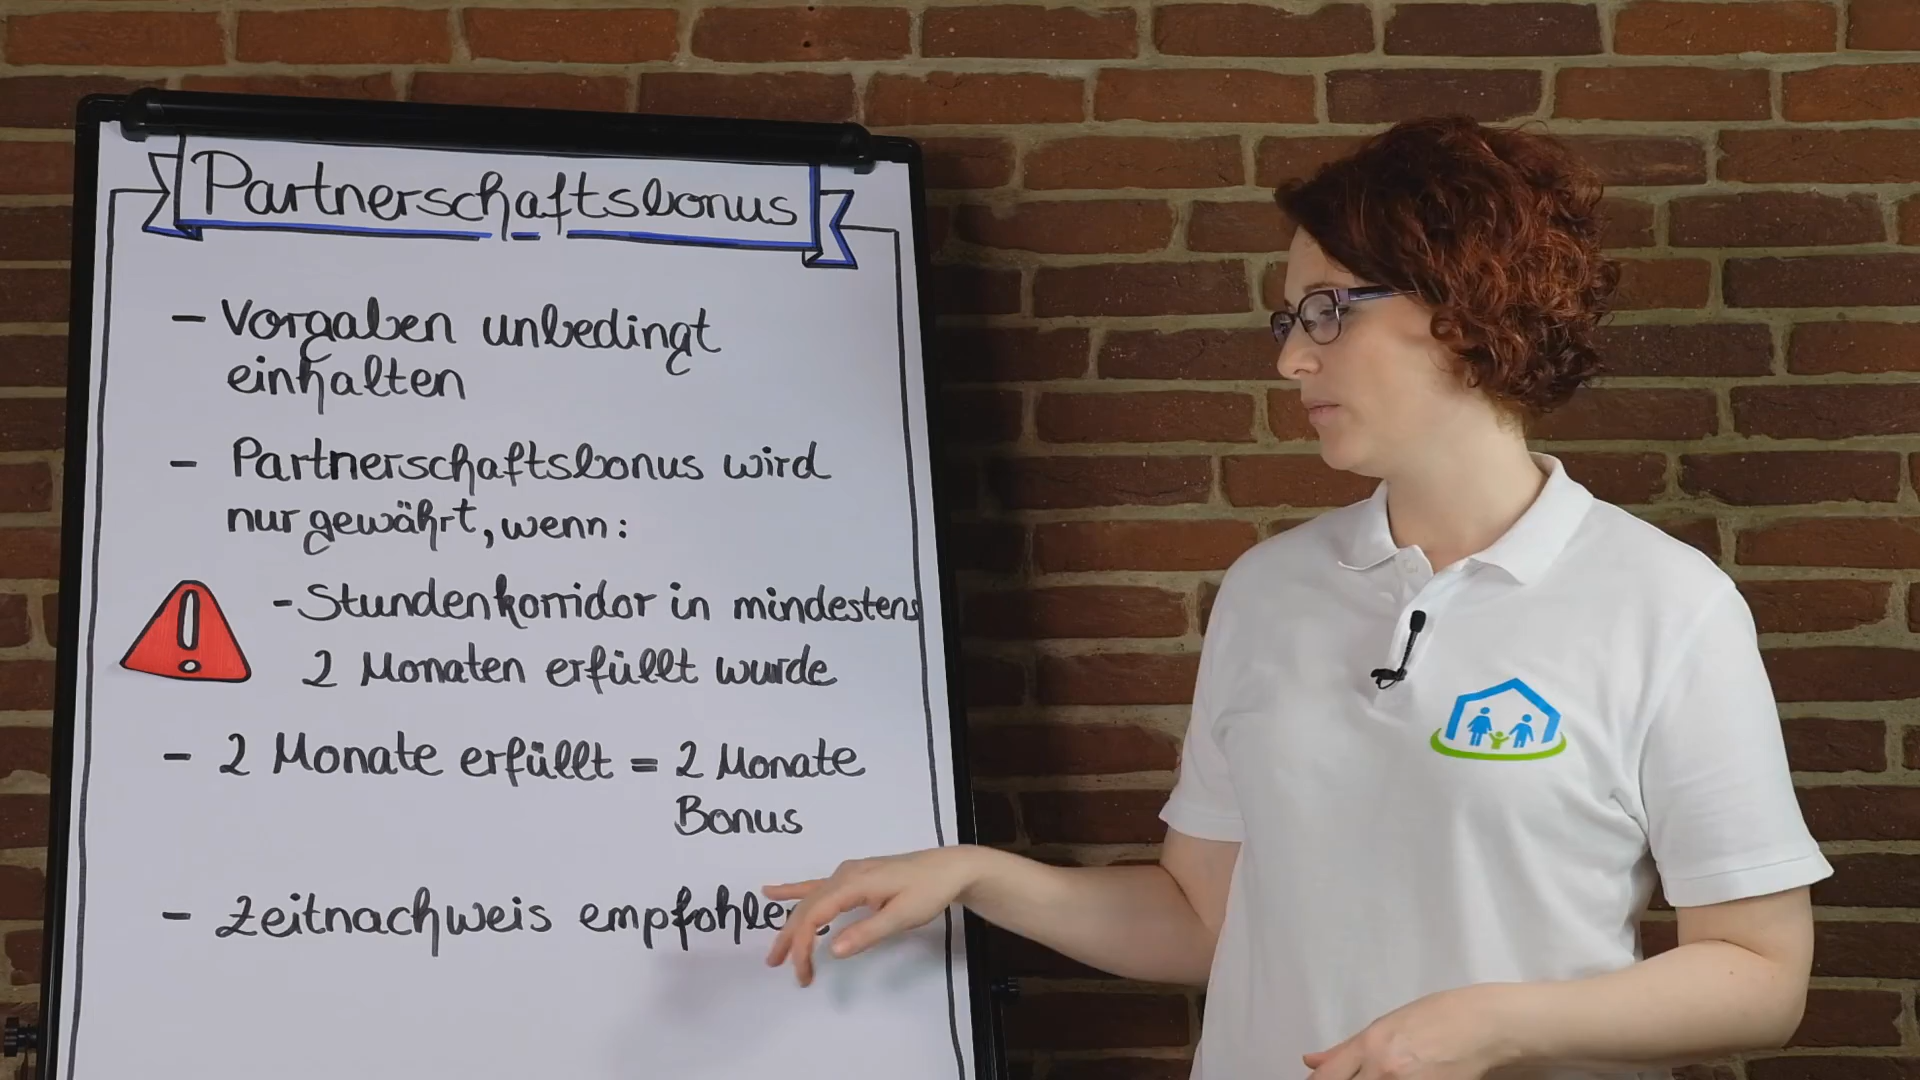 Partnerschaftsbonus
- Vorgaben unbedingt
einhalten
- Partnerschaftsbonus wird
nur gewährt, wenn:
- Stundenkorridor in mindestens
2 Monaten erfüllt wurde
- 2 Monate erfüllt = 2 Monate
Bonus
- Zeitnachweis empfohlen